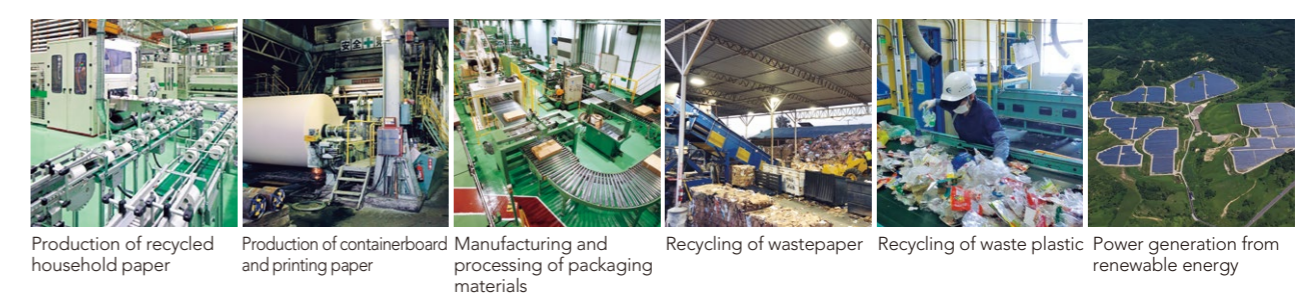 安全十
Production of recycled
household paper
Production of containerboard
and printing paper
Manufacturing and
processing of packaging
materials
Recycling of wastepaper
Recycling of waste plastic
Power generation from
renewable energy